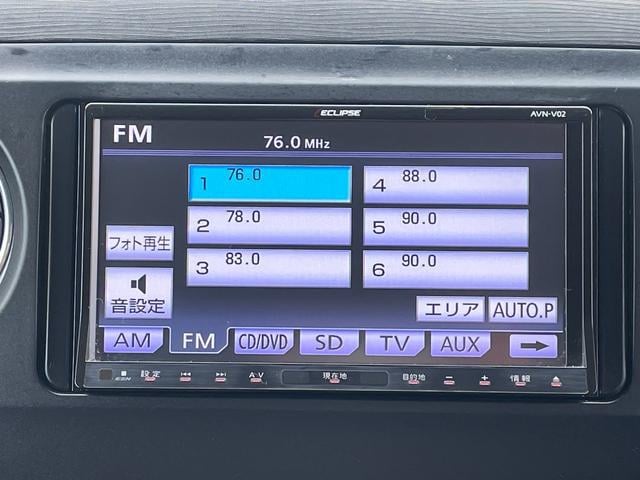 ECLIPSE AVN-V02
FM
76.0 MHz
1 76.0
4 88.0
2 78.0
5 90.0
3 83.0
6 90.0
フォト再生
音設定
エリア AUTO.P
AM FM CD/DVD SD TV AUX
ESN 設定 A-V 現在地 目的地 − + 情報